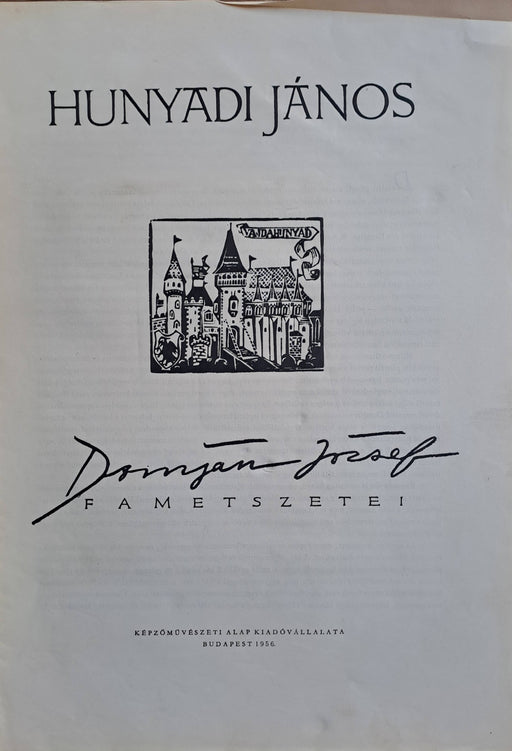 HUNYADI JÁNOS
VAJDAHUNYAD
Domján József
FAMETSZETEI
KÉPZŐMŰVÉSZETI ALAP KIADÓVÁLLALATA
BUDAPEST 1956.